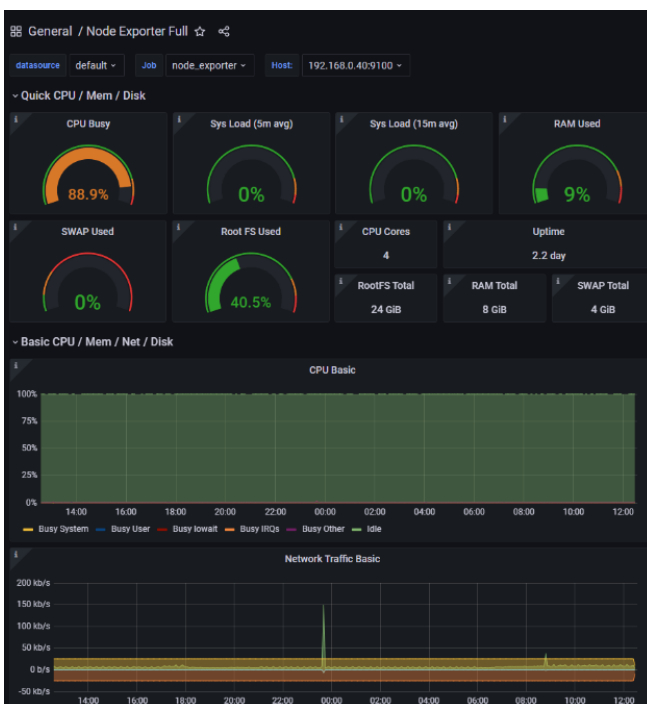 General / Node Exporter Full
datasource default Job node_exporter Host: 192.168.0.40:9100
Quick CPU / Mem / Disk
CPU Busy
88.9%
Sys Load (5m avg)
0%
Sys Load (15m avg)
0%
RAM Used
9%
SWAP Used
0%
Root FS Used
40.5%
CPU Cores
4
Uptime
2.2 day
RootFS Total
24 GiB
RAM Total
8 GiB
SWAP Total
4 GiB
Basic CPU / Mem / Net / Disk
CPU Basic
100%
75%
50%
25%
0%
14:00 16:00 18:00 20:00 22:00 00:00 02:00 04:00 06:00 08:00 10:00 12:00
Busy System Busy User Busy Iowait Busy IRQs Busy Other Idle
Network Traffic Basic
200 kb/s
150 kb/s
100 kb/s
50 kb/s
0 b/s
-50 kb/s
14:00 16:00 18:00 20:00 22:00 00:00 02:00 04:00 06:00 08:00 10:00 12:00